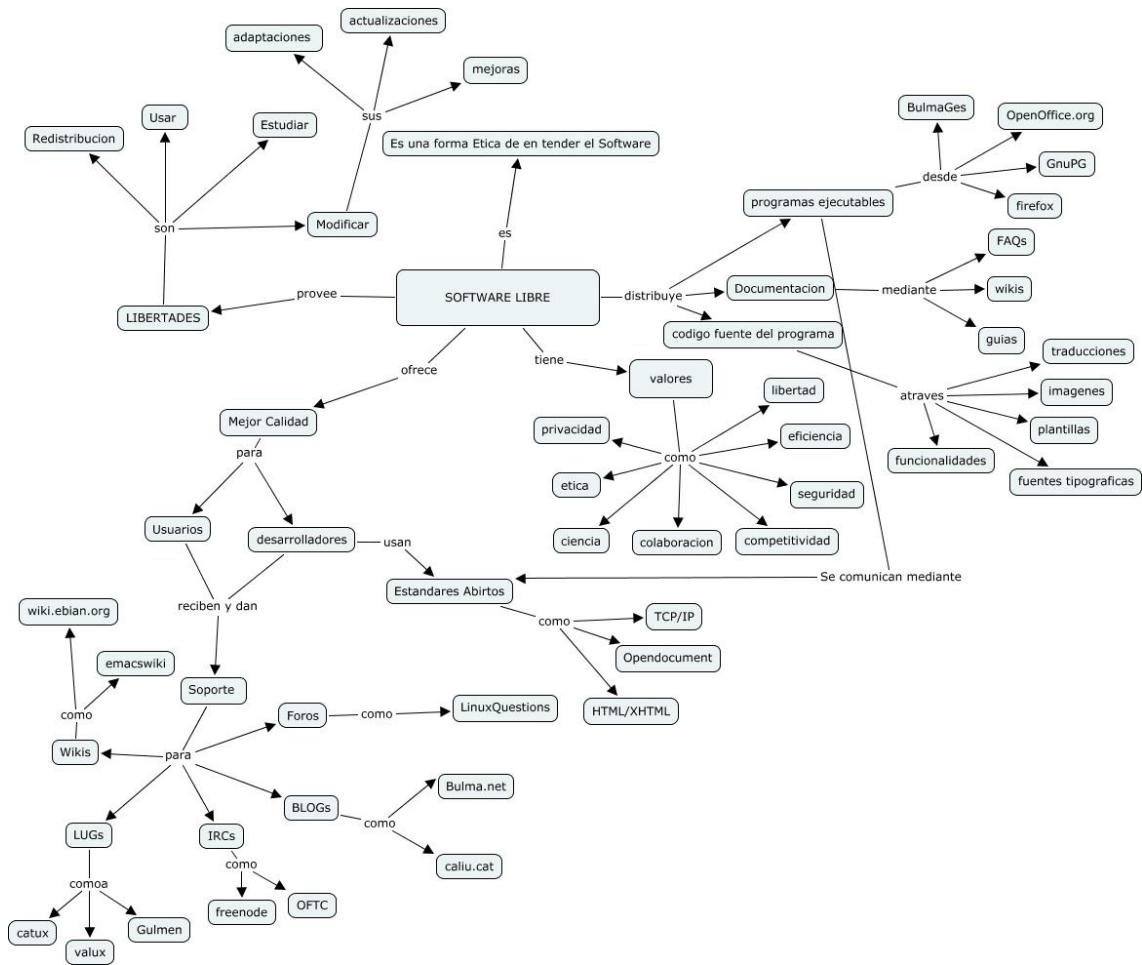 actualizaciones
adaptaciones
mejoras
sus
Usar
Redistribucion
Estudiar
son
Modificar
LIBERTADES
provee
Es una forma Etica de en tender el Software
es
SOFTWARE LIBRE
distribuye
programas ejecutables
desde
BulmaGes
OpenOffice.org
GnuPG
firefox
Documentacion
mediante
FAQs
wikis
guias
codigo fuente del programa
atraves
traducciones
imagenes
plantillas
fuentes tipograficas
funcionalidades
tiene
valores
como
libertad
privacidad
eficiencia
etica
seguridad
ciencia
colaboracion
competitividad
ofrece
Mejor Calidad
para
Usuarios
desarrolladores
usan
Estandares Abirtos
Se comunican mediante
como
TCP/IP
Opendocument
HTML/XHTML
reciben y dan
Soporte
para
wiki.ebian.org
emacswiki
como
Wikis
Foros
como
LinuxQuestions
BLOGs
como
Bulma.net
caliu.cat
LUGs
comoa
catux
valux
Gulmen
IRCs
como
freenode
OFTC